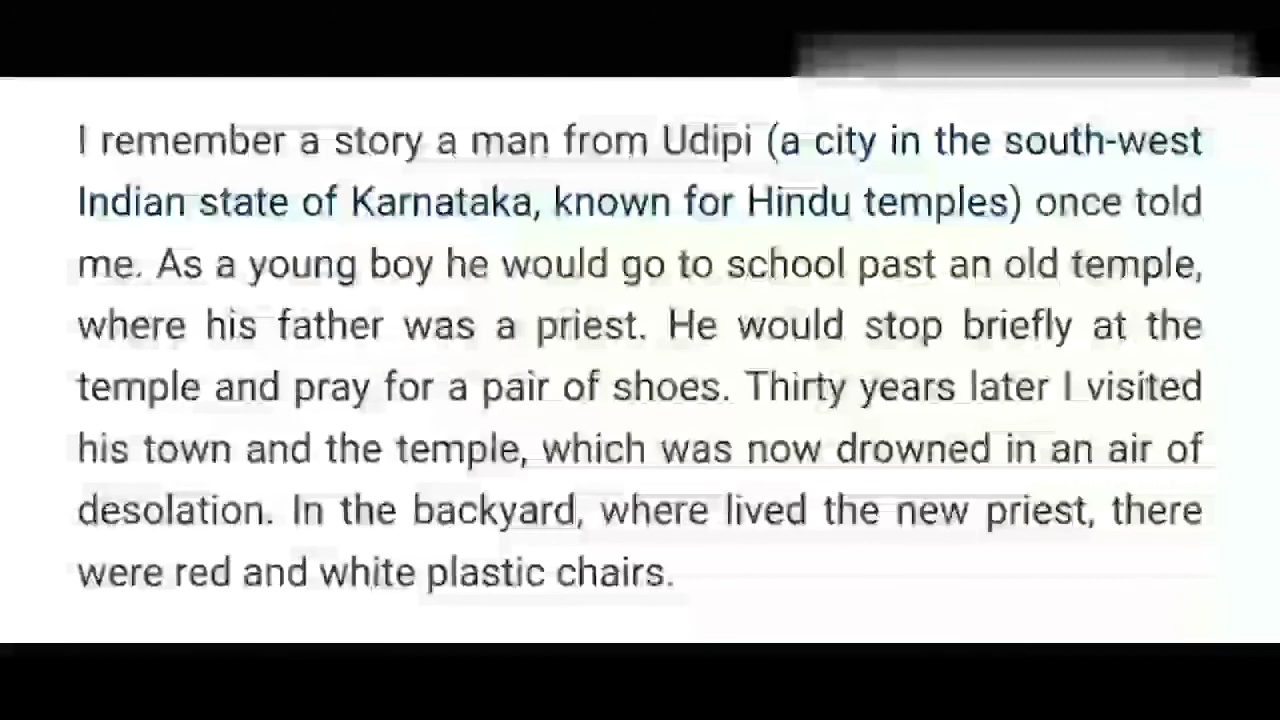 I remember a story a man from Udipi (a city in the south-west
Indian state of Karnataka, known for Hindu temples) once told
me. As a young boy he would go to school past an old temple,
where his father was a priest. He would stop briefly at the
temple and pray for a pair of shoes. Thirty years later I visited
his town and the temple, which was now drowned in an air of
desolation. In the backyard, where lived the new priest, there
were red and white plastic chairs.